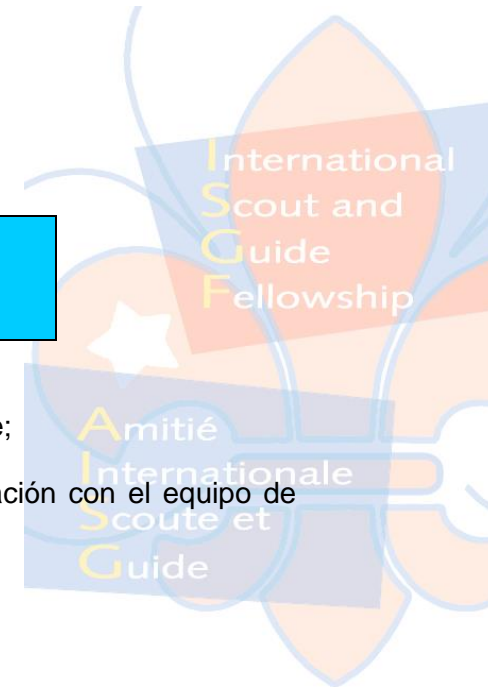 International
Scout and
Guide
Fellowship
Amitié
Internationale
Scoute et
Guide
ación con el equipo de